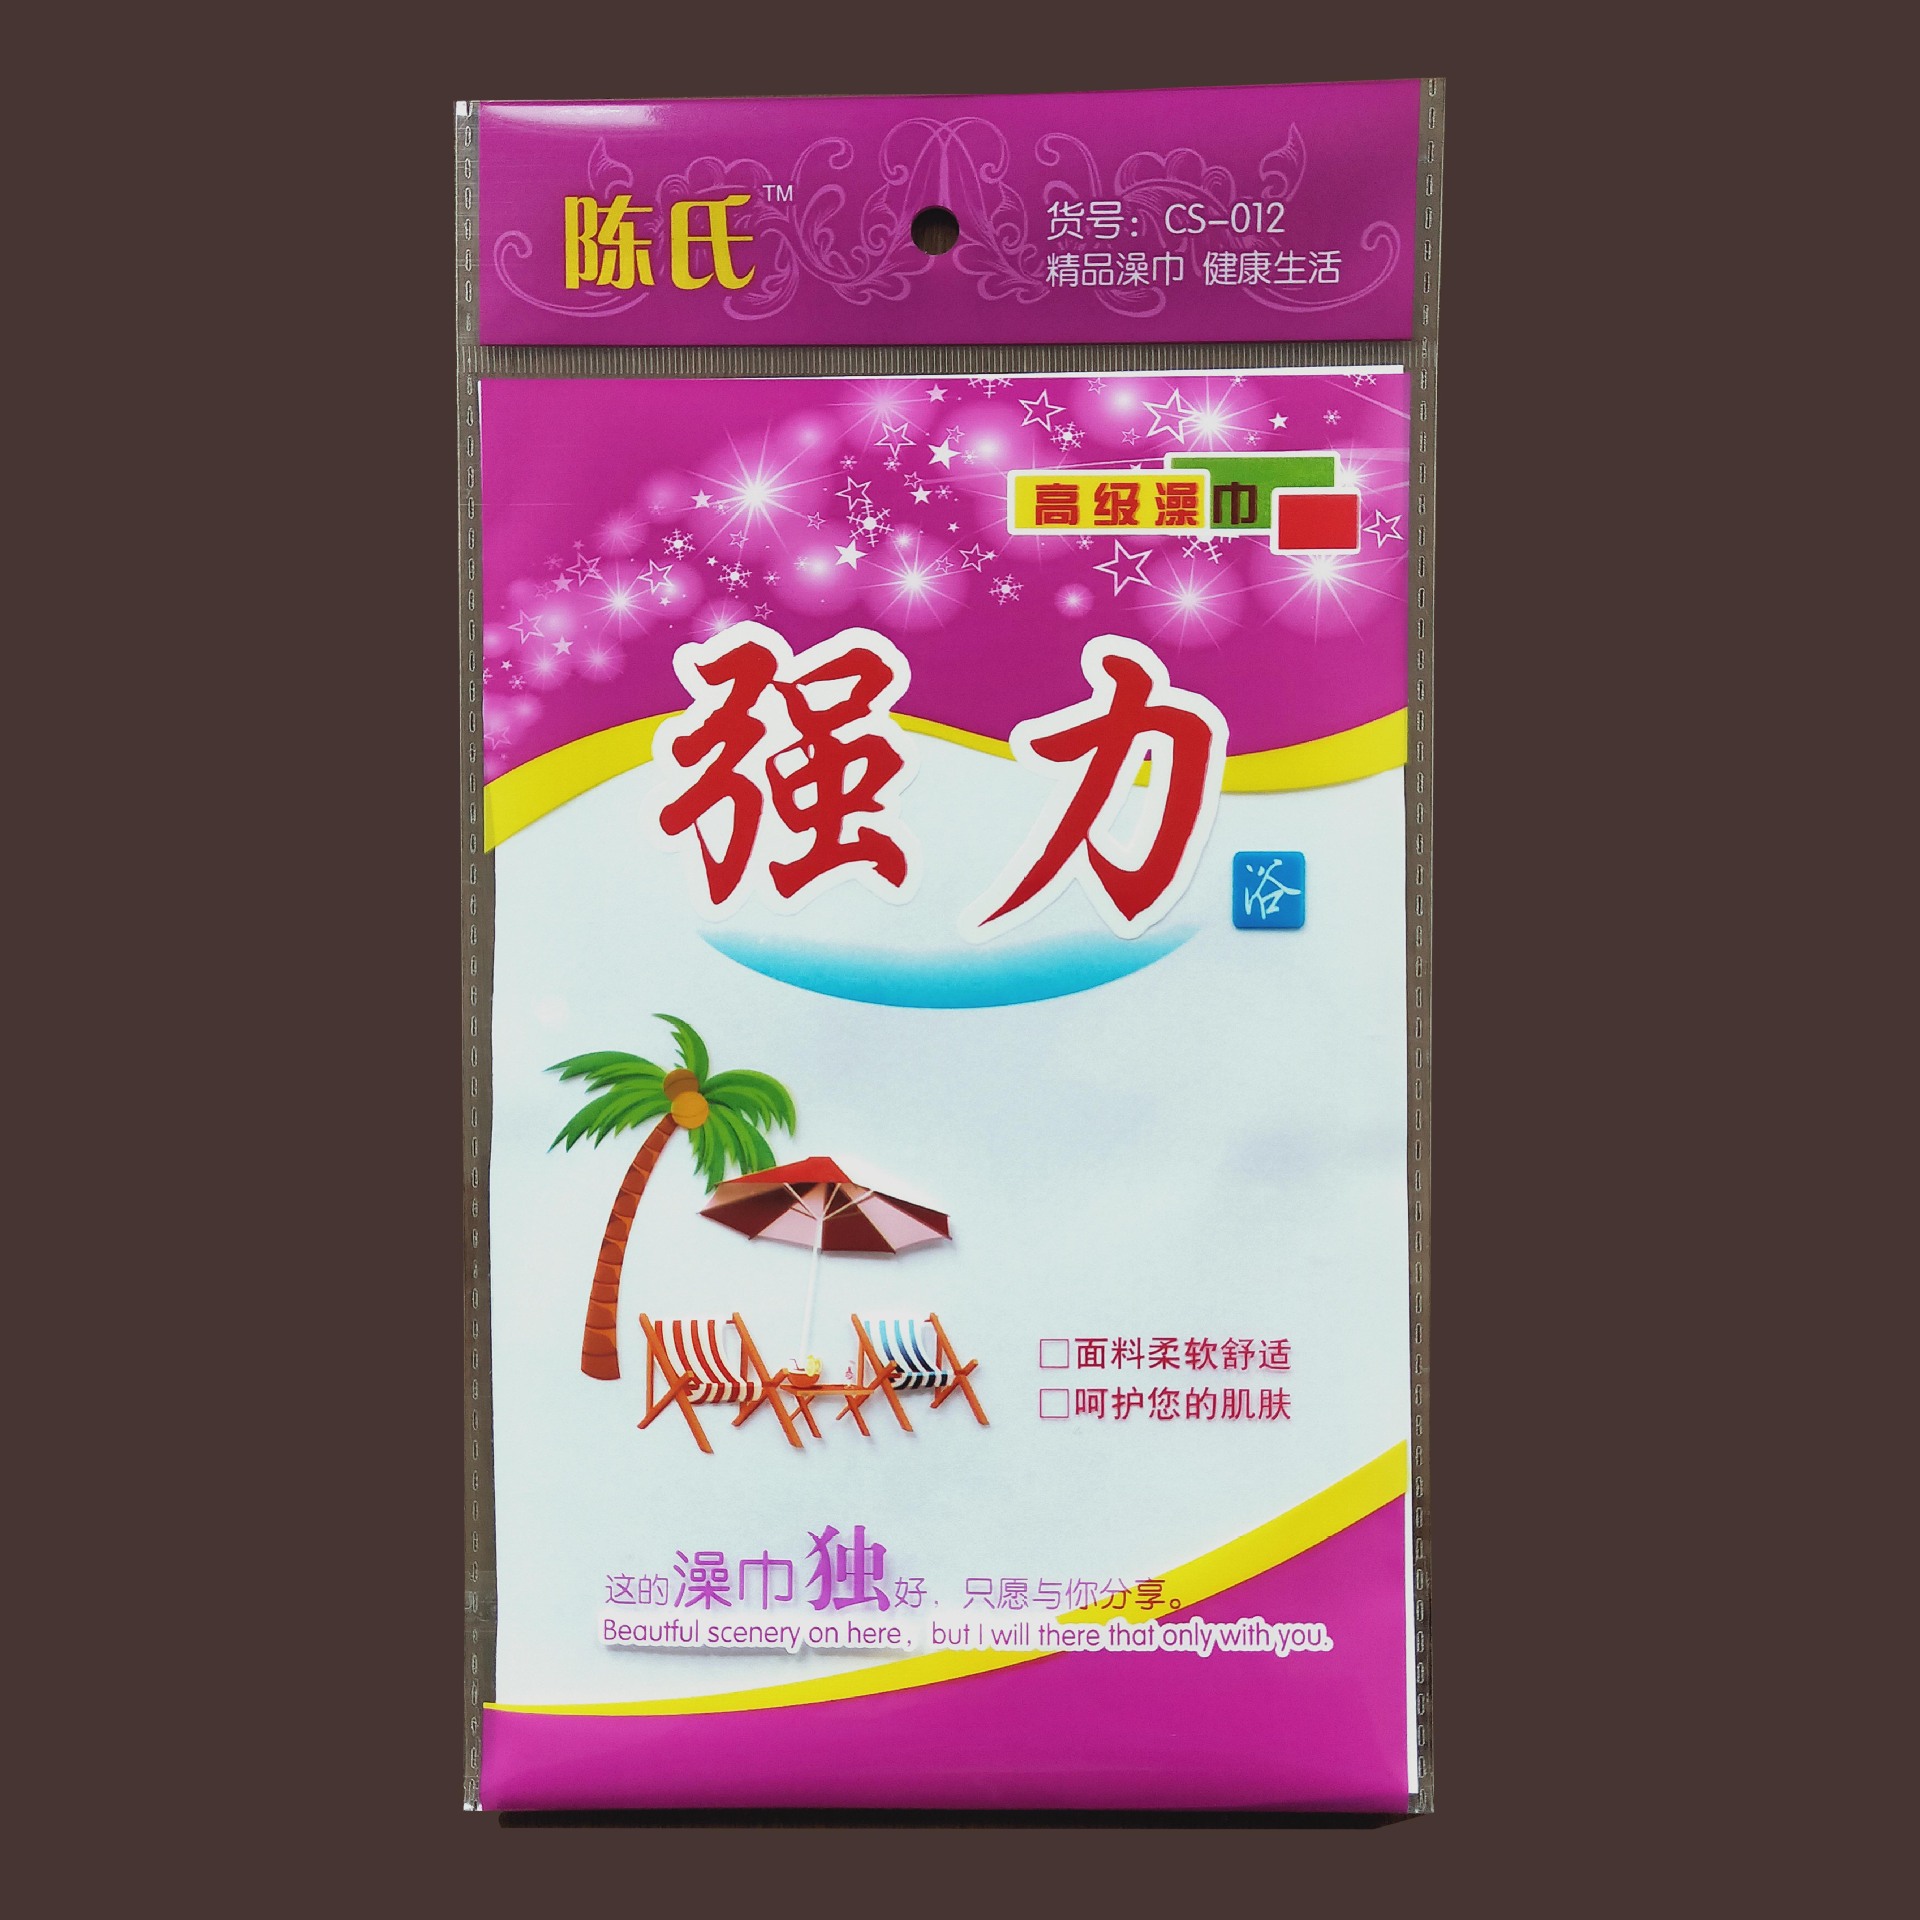 陈氏 TM
货号：CS-012
精品澡巾 健康生活
高级澡巾
强力
浴
□面料柔软舒适
□呵护您的肌肤
这的澡巾独好，只愿与你分享。
Beautful scenery on here，but I will there that only with you.